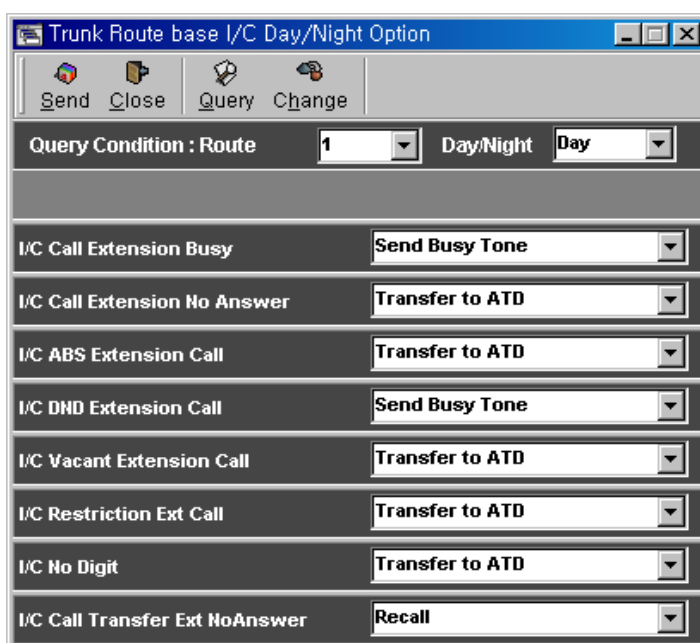 Trunk Route base I/C Day/Night Option
Send Close Query Change
Query Condition : Route 1 Day/Night Day
I/C Call Extension Busy Send Busy Tone
I/C Call Extension No Answer Transfer to ATD
I/C ABS Extension Call Transfer to ATD
I/C DND Extension Call Send Busy Tone
I/C Vacant Extension Call Transfer to ATD
I/C Restriction Ext Call Transfer to ATD
I/C No Digit Transfer to ATD
I/C Call Transfer Ext NoAnswer Recall